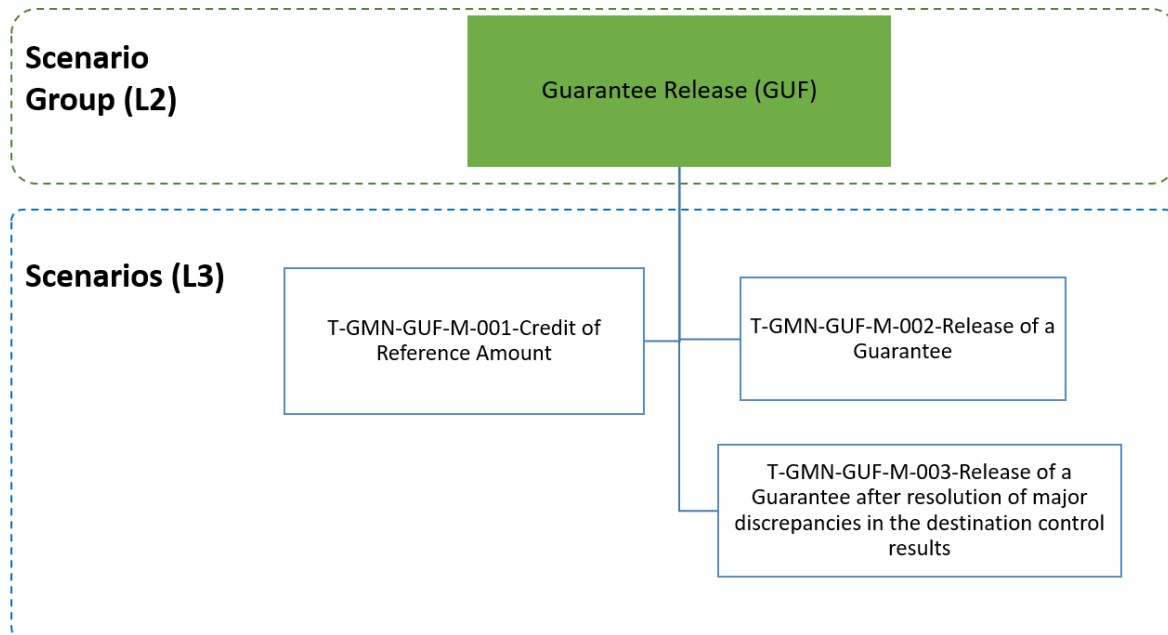 Scenario
Group (L2)
Guarantee Release (GUF)
Scenarios (L3)
T-GMN-GUF-M-001-Credit of
Reference Amount
T-GMN-GUF-M-002-Release of a
Guarantee
T-GMN-GUF-M-003-Release of a
Guarantee after resolution of major
discrepancies in the destination control
results